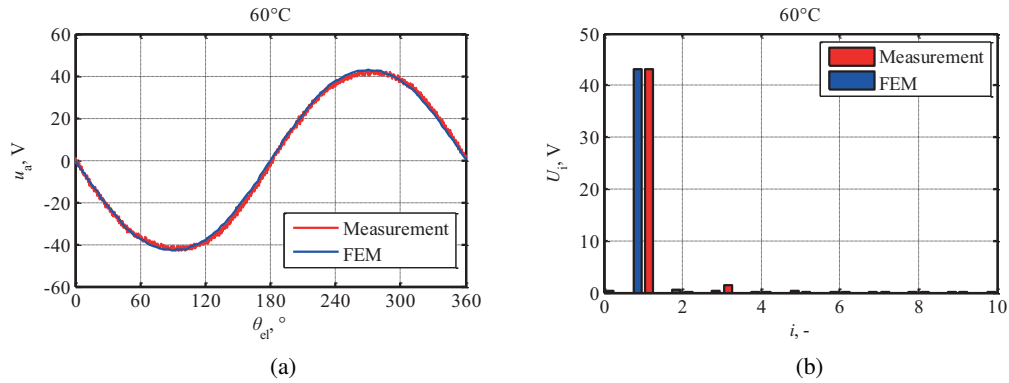 60°C
60
40
20
0
-20
-40
-60
u_a, V
0 60 120 180 240 300 360
θ_el, °
Measurement
FEM
(a)
60°C
50
40
30
20
10
0
U_i, V
0 2 4 6 8 10
i, -
Measurement
FEM
(b)